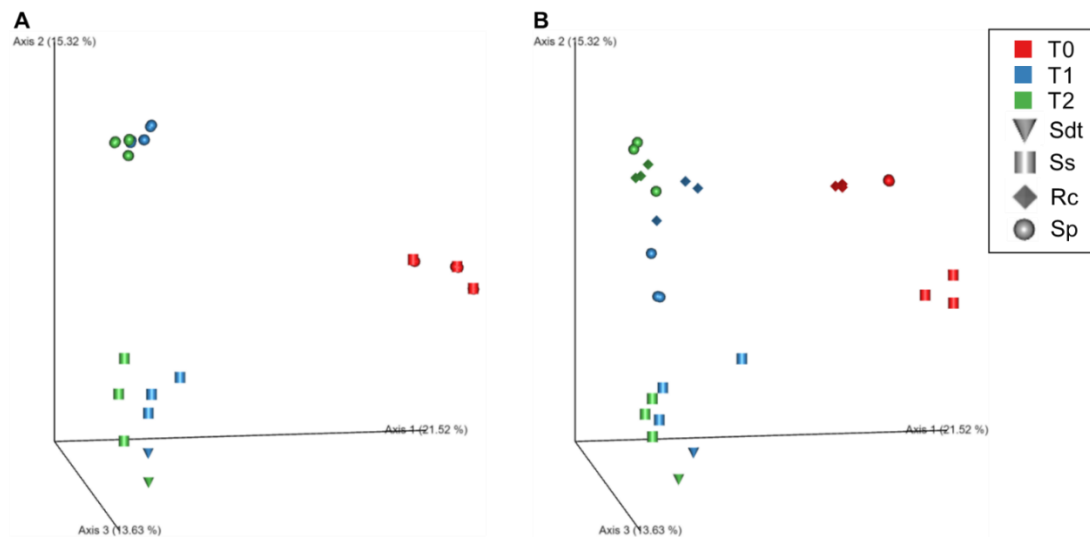 A
Axis 2 (15.32 %)
Axis 1 (21.52 %)
Axis 3 (13.63 %)
B
Axis 2 (15.32 %)
Axis 1 (21.52 %)
Axis 3 (13.63 %)
T0
T1
T2
Sdt
Ss
Rc
Sp